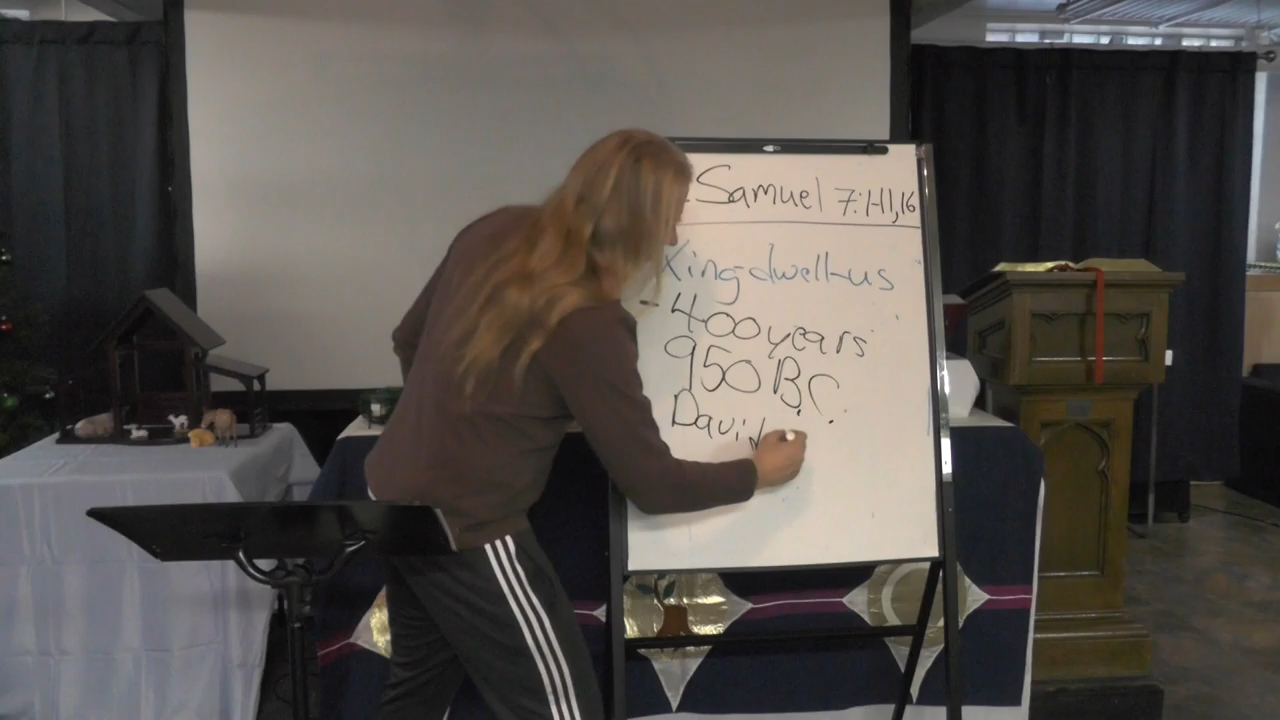 Samuel 7:1-11,16
King-dwell-us
400 years
950 B.C.
David